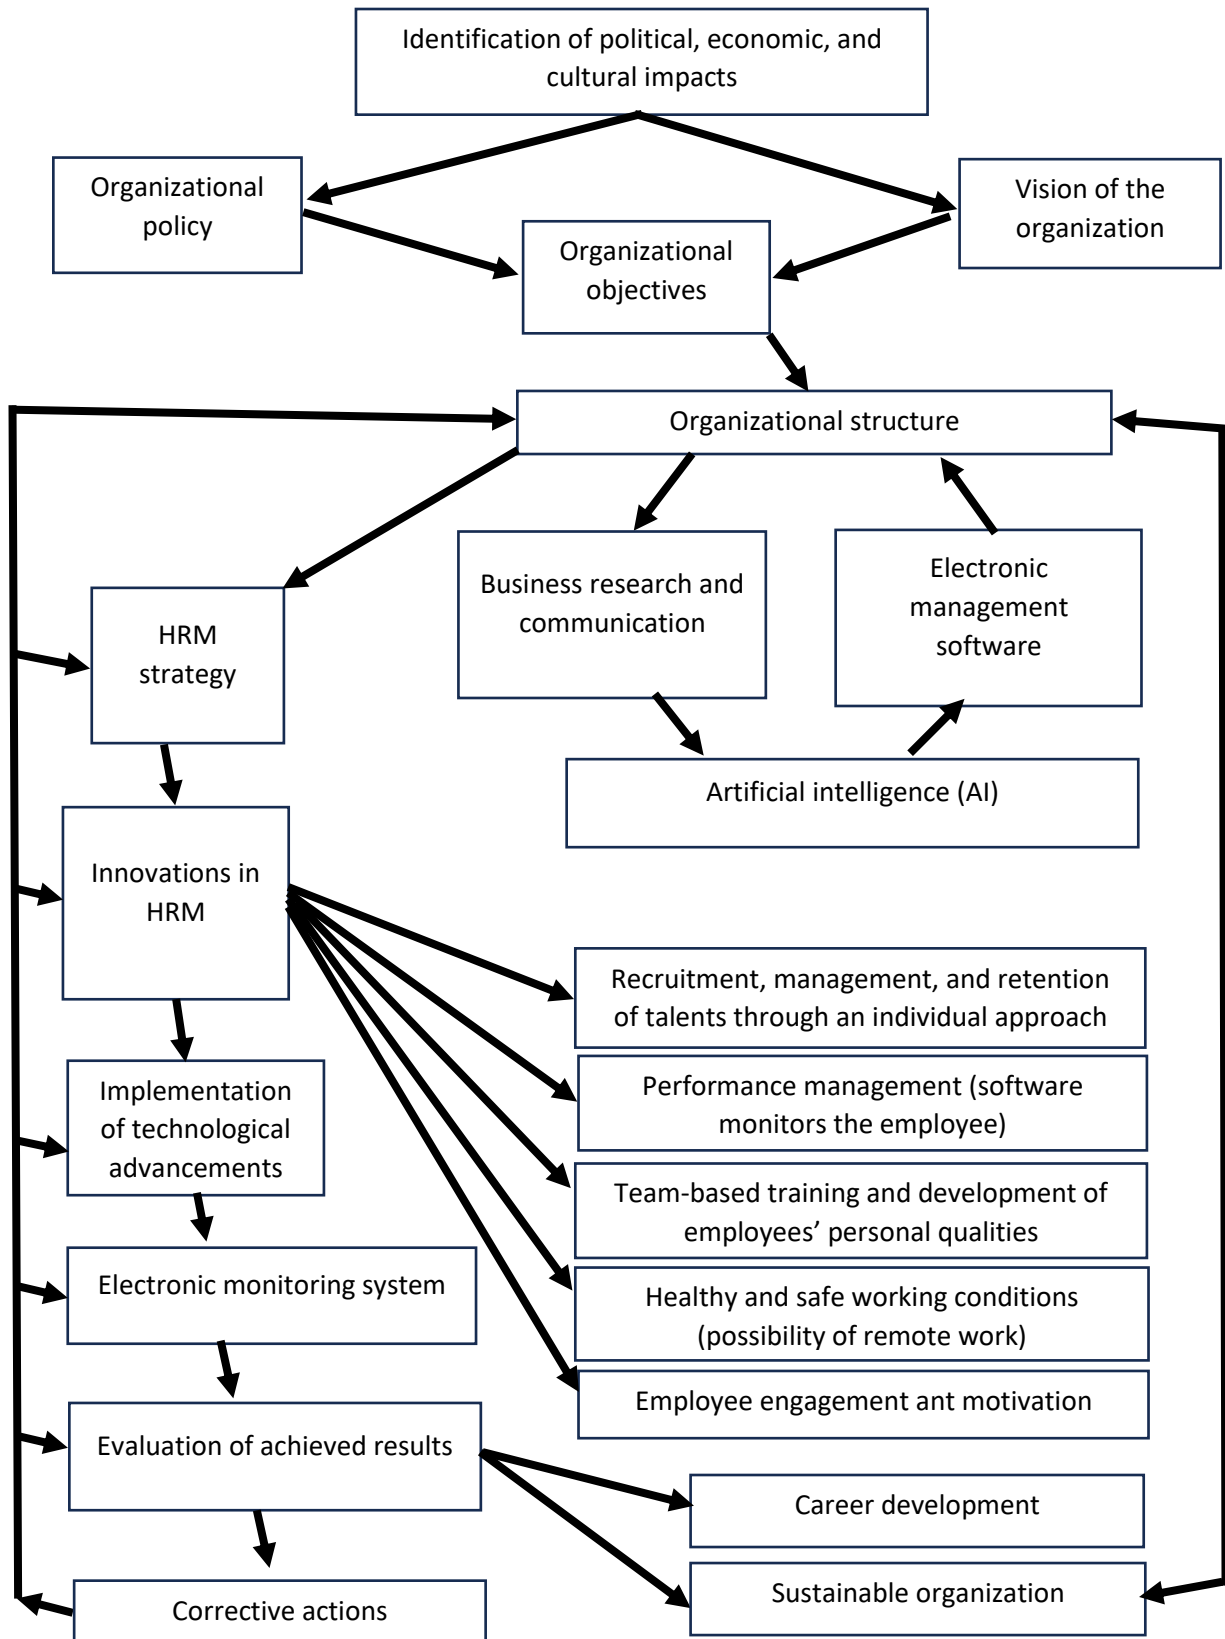 Identification of political, economic, and
cultural impacts
Organizational
policy
Vision of the
organization
Organizational
objectives
Organizational structure
Business research and
communication
Electronic
management
software
HRM
strategy
Artificial intelligence (AI)
Innovations in
HRM
Recruitment, management, and retention
of talents through an individual approach
Performance management (software
monitors the employee)
Implementation
of technological
advancements
Team-based training and development of
employees’ personal qualities
Electronic monitoring system
Healthy and safe working conditions
(possibility of remote work)
Employee engagement ant motivation
Evaluation of achieved results
Career development
Sustainable organization
Corrective actions